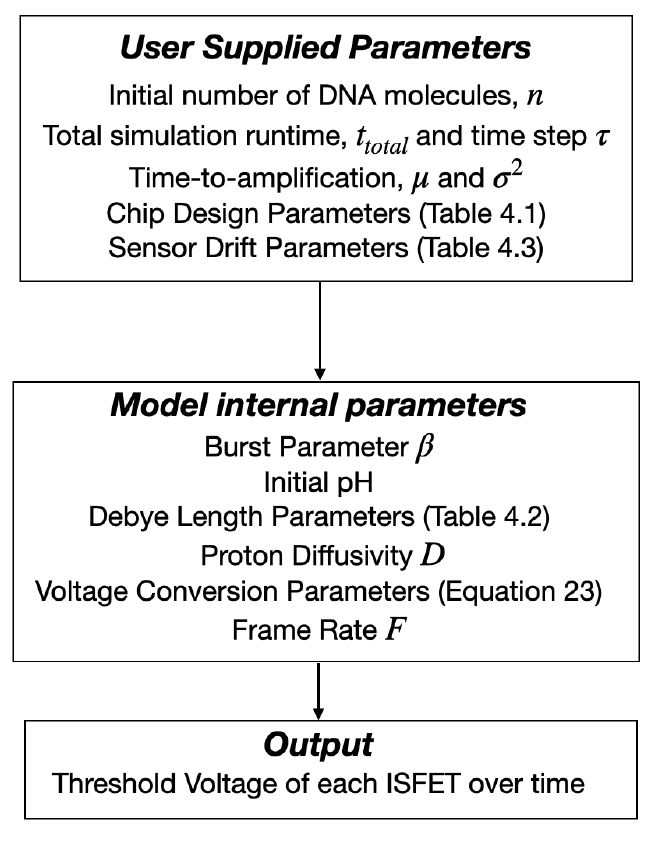 User Supplied Parameters
Initial number of DNA molecules, n
Total simulation runtime, t_total and time step τ
Time-to-amplification, μ and σ²
Chip Design Parameters (Table 4.1)
Sensor Drift Parameters (Table 4.3)
Model internal parameters
Burst Parameter β
Initial pH
Debye Length Parameters (Table 4.2)
Proton Diffusivity D
Voltage Conversion Parameters (Equation 23)
Frame Rate F
Output
Threshold Voltage of each ISFET over time